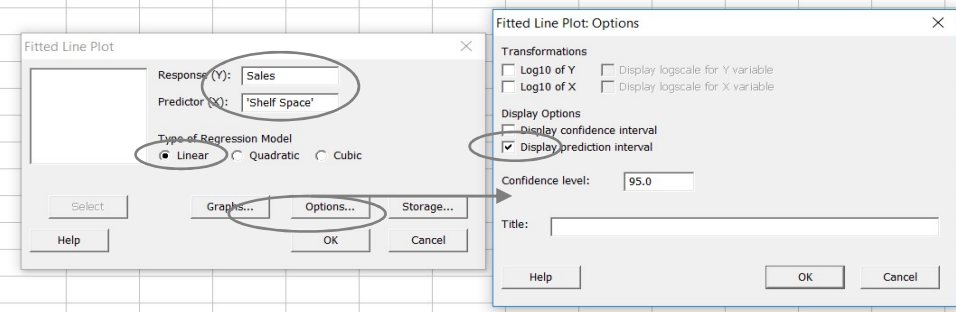 Fitted Line Plot
Response (Y): Sales
Predictor (X): 'Shelf Space'
Type of Regression Model
Linear Quadratic Cubic
Select Graphs... Options... Storage...
Help OK Cancel
Fitted Line Plot: Options
Transformations
Log10 of Y Display logscale for Y variable
Log10 of X Display logscale for X variable
Display Options
Display confidence interval
Display prediction interval
Confidence level: 95.0
Title:
Help OK Cancel